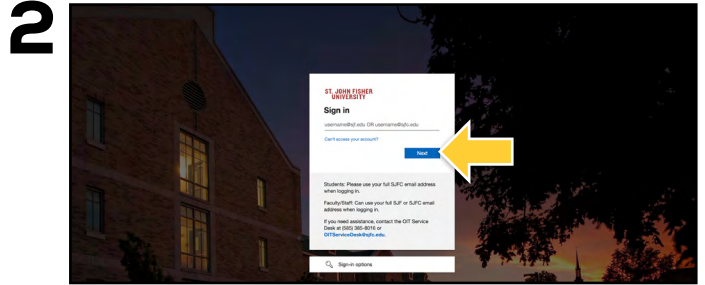 2
ST. JOHN FISHER
UNIVERSITY
Sign in
username@sjf.edu OR username@sjfc.edu
Can't access your account?
Next
Students: Please use your full SJFC email address
when logging in.
Faculty/Staff: Can use your full SJF or SJFC email
address when logging in.
If you need assistance, contact the OIT Service
Desk at (585) 385-8016 or
OITServiceDesk@sjfc.edu.
Sign-in options